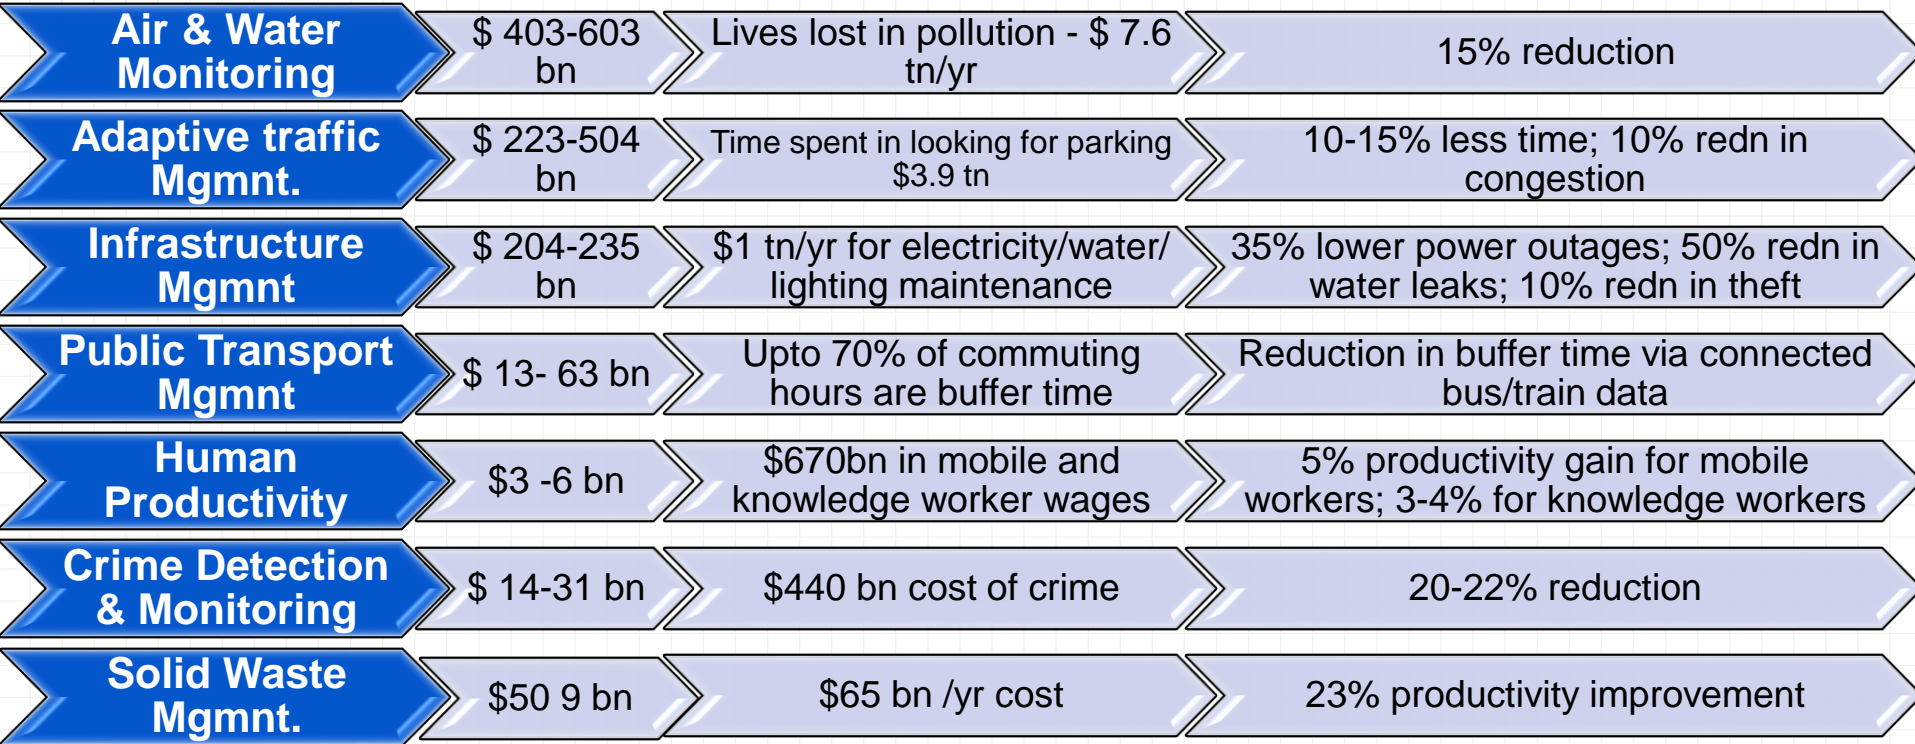 Air & Water
Monitoring
$ 403-603
bn
Lives lost in pollution - $ 7.6
tn/yr
15% reduction
Adaptive traffic
Mgmnt.
$ 223-504
bn
Time spent in looking for parking
$3.9 tn
10-15% less time; 10% redn in
congestion
Infrastructure
Mgmnt
$ 204-235
bn
$1 tn/yr for electricity/water/
lighting maintenance
35% lower power outages; 50% redn in
water leaks; 10% redn in theft
Public Transport
Mgmnt
$ 13- 63 bn
Upto 70% of commuting
hours are buffer time
Reduction in buffer time via connected
bus/train data
Human
Productivity
$3 -6 bn
$670bn in mobile and
knowledge worker wages
5% productivity gain for mobile
workers; 3-4% for knowledge workers
Crime Detection
& Monitoring
$ 14-31 bn
$440 bn cost of crime
20-22% reduction
Solid Waste
Mgmnt.
$50 9 bn
$65 bn /yr cost
23% productivity improvement